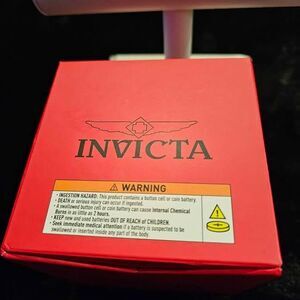 INVICTA
WARNING
• INGESTION HAZARD: This product contains a button cell or coin battery.
• DEATH or serious injury can occur if ingested.
• A swallowed button cell or coin battery can cause Internal Chemical
Burns in as little as 2 hours.
• KEEP new and used batteries OUT OF REACH of CHILDREN.
• Seek immediate medical attention if a battery is suspected to be
swallowed or inserted inside any part of the body.